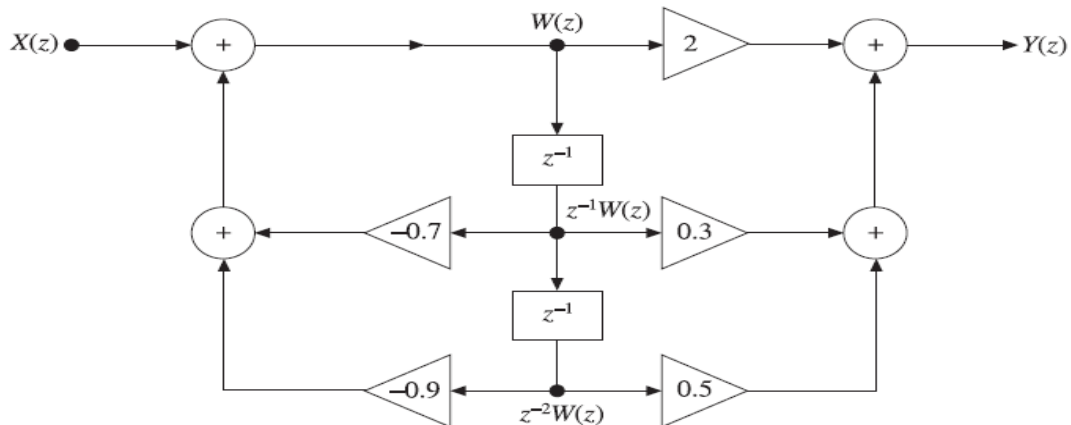 X(z) + W(z) 2 + Y(z)
z⁻¹
z⁻¹W(z)
+ −0.7 0.3 +
z⁻¹
−0.9 0.5
z⁻²W(z)